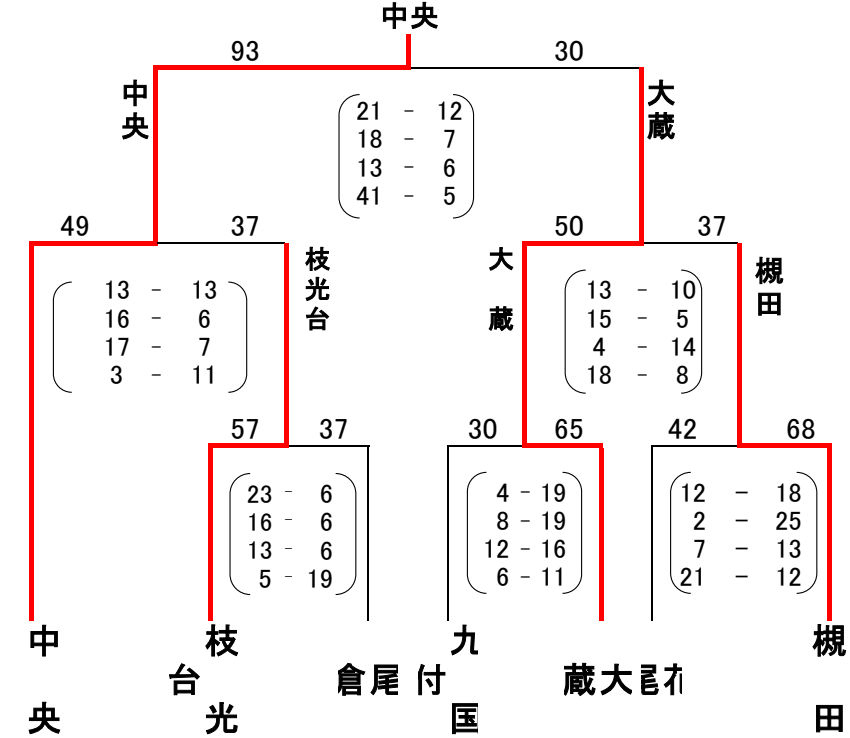 中央
93 30
中央
大蔵
21 - 12
18 - 7
13 - 6
41 - 5
49 37
50 37
枝光台
大蔵
槻田
13 - 13
16 - 6
17 - 7
3 - 11
13 - 10
15 - 5
4 - 14
18 - 8
57 37
30 65
42 68
23 - 6
16 - 6
13 - 6
5 - 19
4 - 19
8 - 19
12 - 16
6 - 11
12 - 18
2 - 25
7 - 13
21 - 12
中 枝 九 槻
台 倉尾 付 蔵大尾花
央 光 国 田